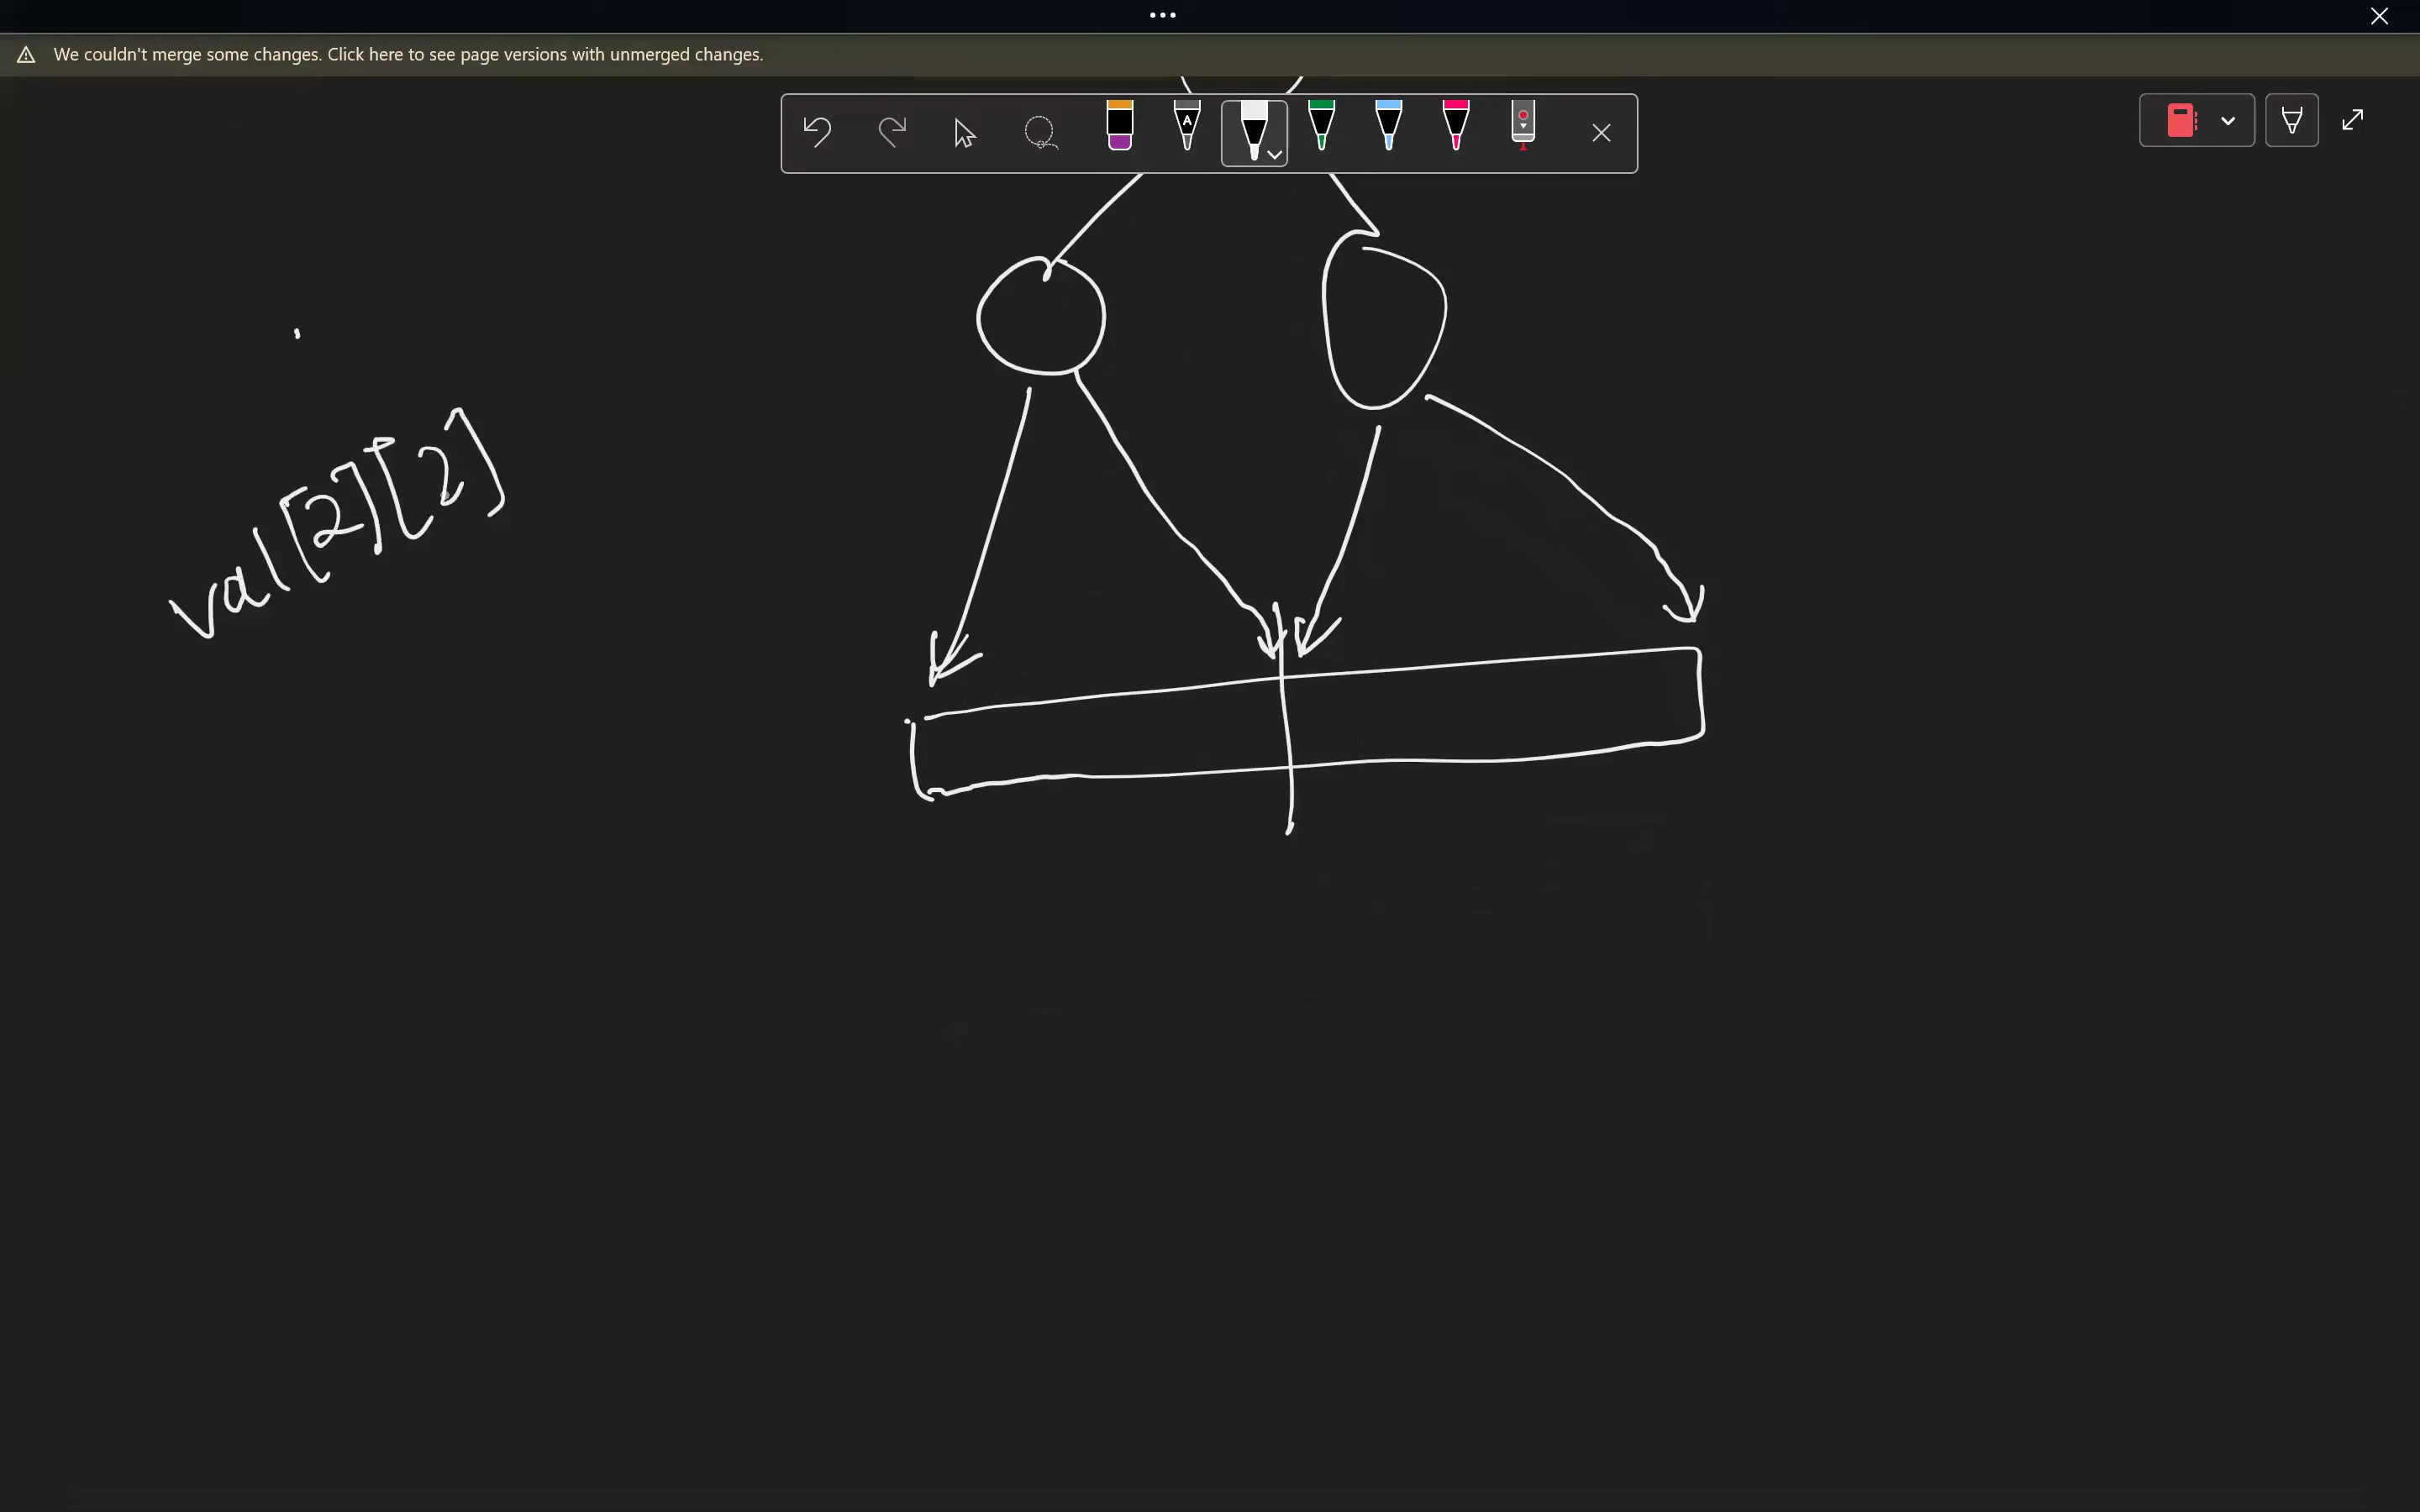 We couldn't merge some changes. Click here to see page versions with unmerged changes.
A
val[2][2]